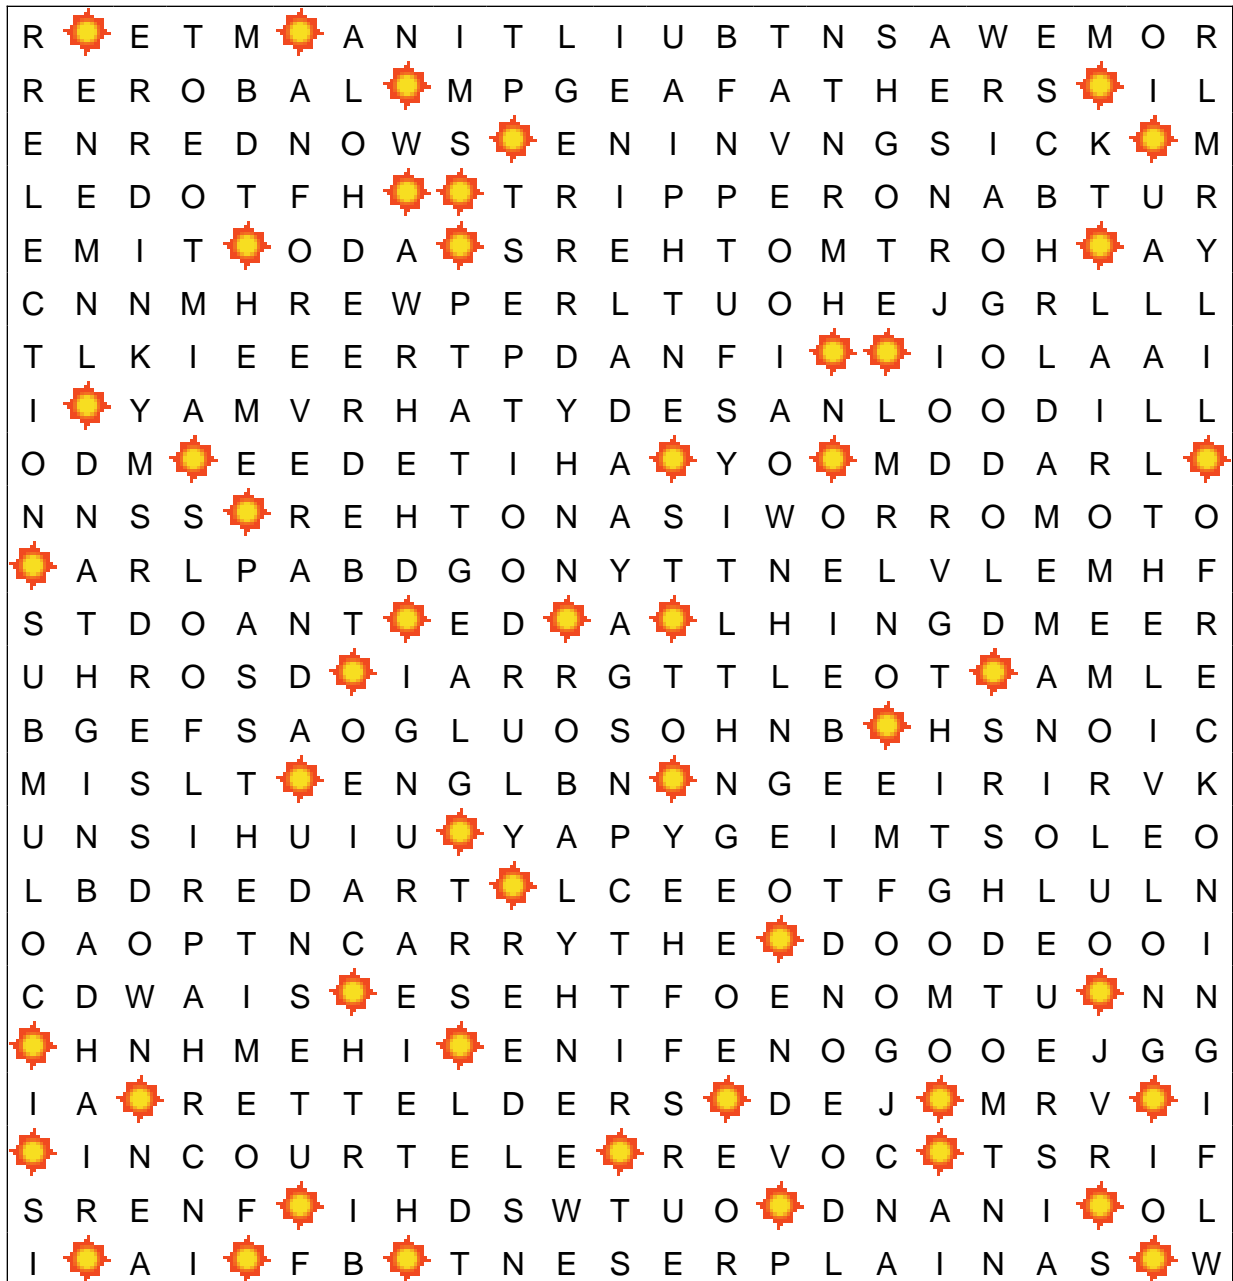 R E T M A N I T L I U B T N S A W E M O R
R E R O B A L M P G E A F A T H E R S I L
E N R E D N O W S E N I N V N G S I C K M
L E D O T F H T R I P P E R O N A B T U R
E M I T O D A S R E H T O M T R O H A Y
C N N M H R E W P E R L T U O H E J G R L L L
T L K I E E E R T P D A N F I I O L A A I
I Y A M V R H A T Y D E S A N L O O D I L L
O D M E E D E T I H A Y O M D D A R L
N N S S R E H T O N A S I W O R R O M O T O
A R L P A B D G O N Y T T N E L V L E M H F
S T D O A N T E D A L H I N G D M E E R
U H R O S D I A R R G T T L E O T A M L E
B G E F S A O G L U O S O H N B H S N O I C
M I S L T E N G L B N N G E E I R I R V K
U N S I H U I U Y A P Y G E I M T S O L E O
L B D R E D A R T L C E E O T F G H L U L N
O A O P T N C A R R Y T H E D O O D E O O I
C D W A I S E S E H T F O E N O M T U N N
H N H M E H I E N I F E N O G O O E J G G
I A R E T T E L D E R S D E J M R V I
I N C O U R T E L E R E V O C T S R I F
S R E N F I H D S W T U O D N A N I O L
I A I F B T N E S E R P L A I N A S W